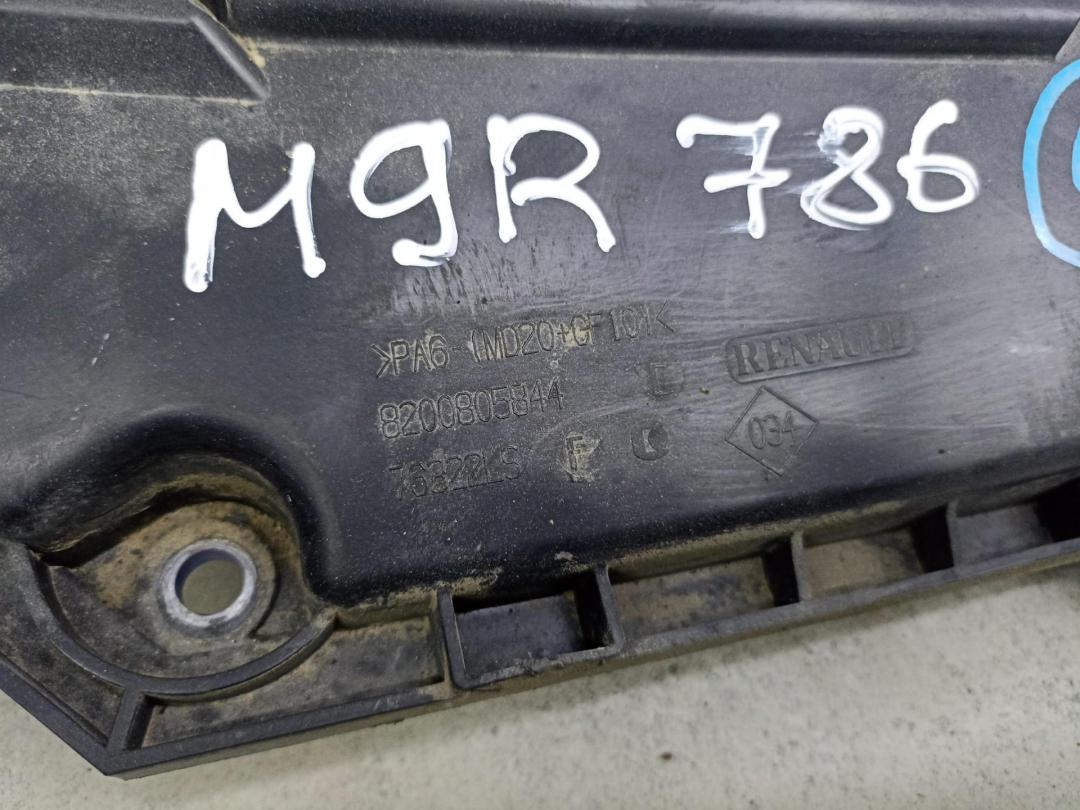 M9R 786
>PA6-(MD20+GF10)<
RENAULT
8200805844
E
034
F